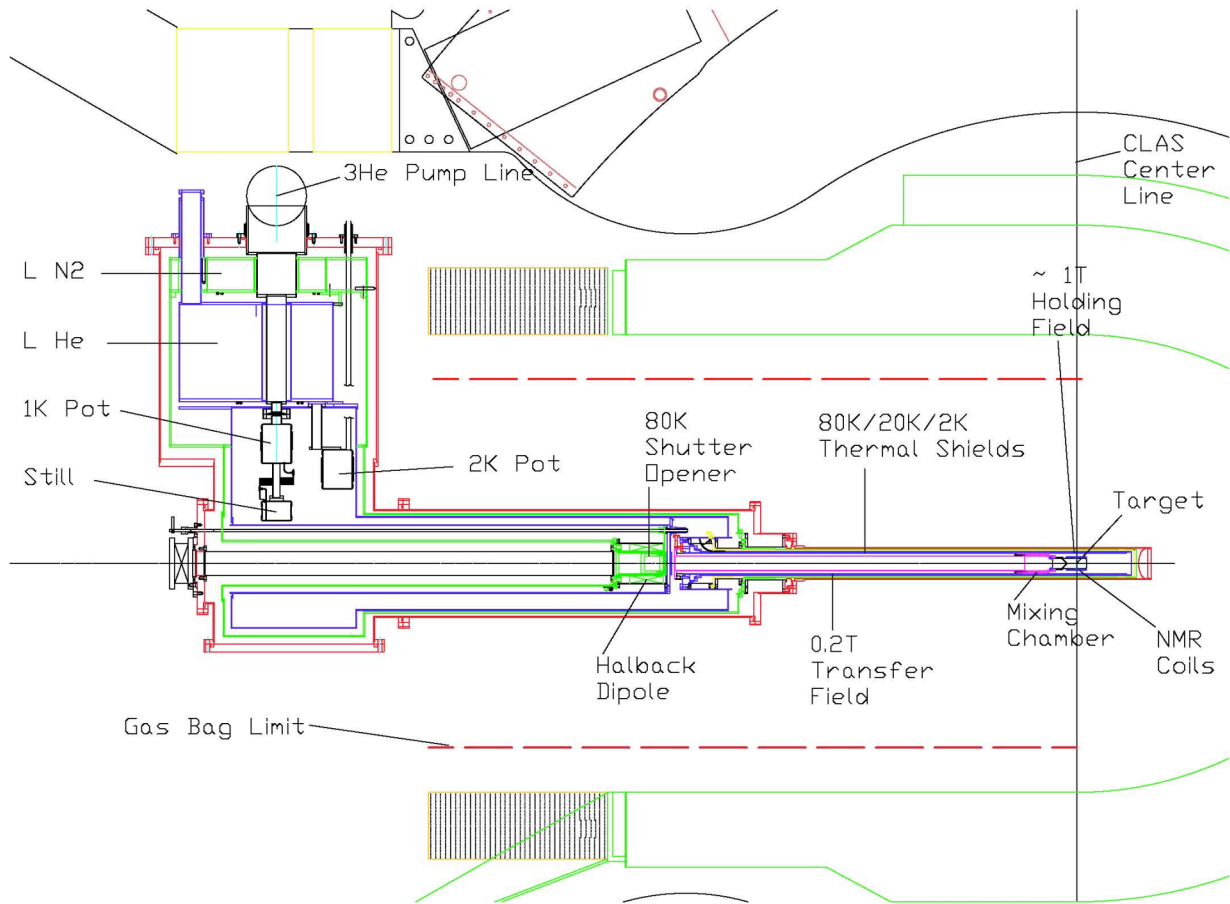 3He Pump Line
CLAS
Center
Line
L N2
~ 1T
Holding
Field
L He
1K Pot
80K
Shutter
Opener
80K/20K/2K
Thermal Shields
Still
2K Pot
Target
Halback
Dipole
0.2T
Transfer
Field
Mixing
Chamber
NMR
Coils
Gas Bag Limit